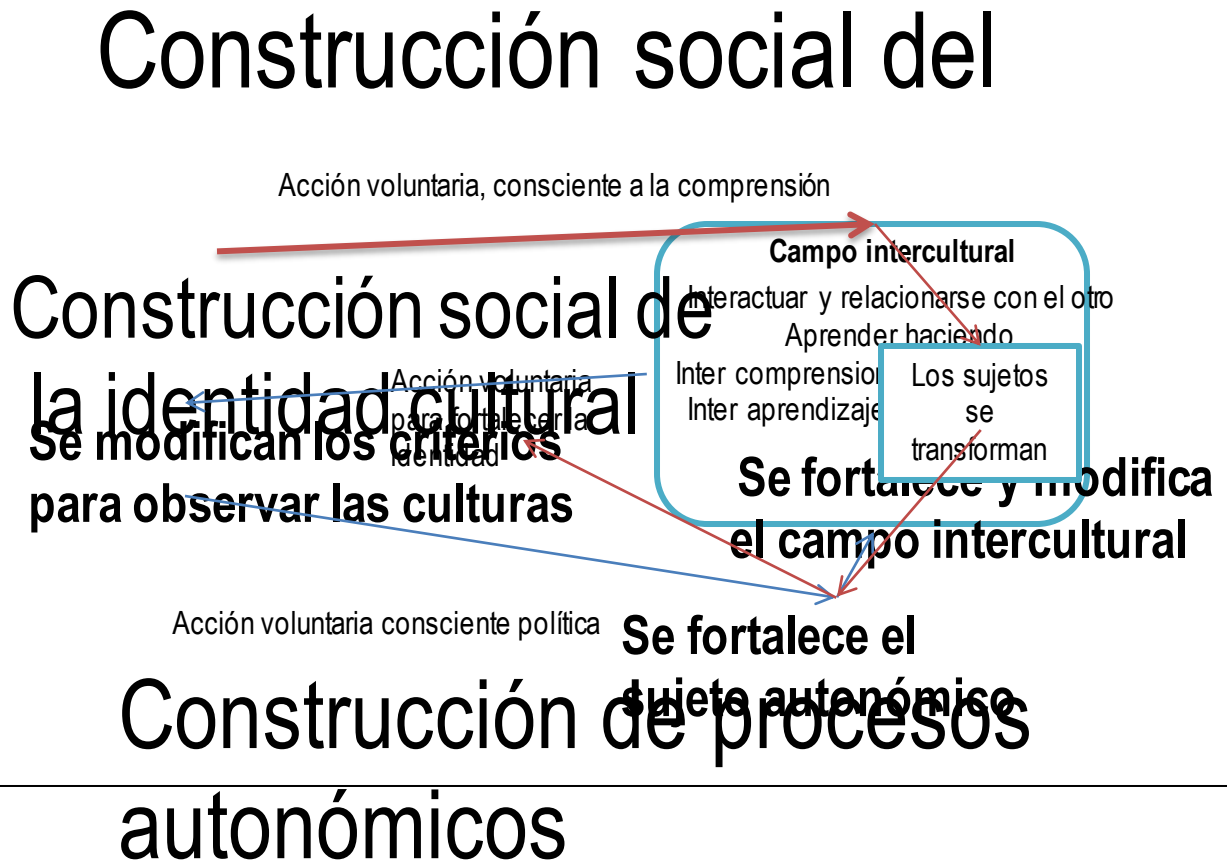 Construcción social del
Acción voluntaria, consciente a la comprensión
Campo intercultural
Interactuar y relacionarse con el otro
Aprender haciendo
Inter comprension
Inter aprendizaje
Los sujetos
se
transforman
Construcción social de
la identidad cultural
Acción voluntaria
para fortalecer la
identidad
Se modifican los criterios
para observar las culturas
Se fortalece y modifica
el campo intercultural
Acción voluntaria consciente política
Se fortalece el
sujeto autonómico
Construcción de procesos
autonómicos